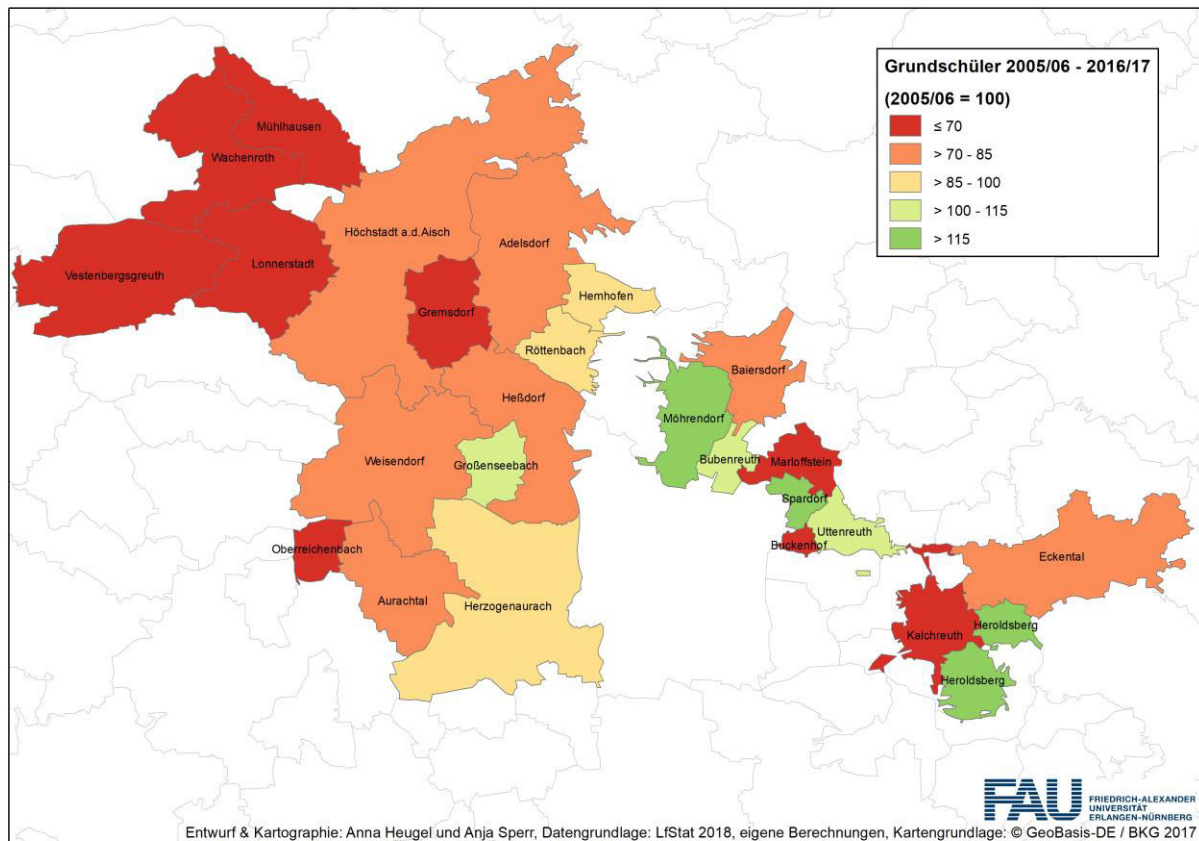 Grundschüler 2005/06 - 2016/17
(2005/06 = 100)
≤ 70
> 70 - 85
> 85 - 100
> 100 - 115
> 115
Mühlhausen
Wachenroth
Höchstadt a.d.Aisch
Adelsdorf
Lonnerstadt
Vestenbergsgreuth
Hemhofen
Gremsdorf
Röttenbach
Baiersdorf
Heßdorf
Möhrendorf
Weisendorf
Großenseebach
Bubenreuth
Marloffstein
Spardorf
Uttenreuth
Buckenhof
Oberreichenbach
Eckental
Aurachtal
Herzogenaurach
Heroldsberg
Kalchreuth
Heroldsberg
FAU
FRIEDRICH-ALEXANDER
UNIVERSITÄT
ERLANGEN-NÜRNBERG
Entwurf & Kartographie: Anna Heugel und Anja Sperr, Datengrundlage: LfStat 2018, eigene Berechnungen, Kartengrundlage: © GeoBasis-DE / BKG 2017